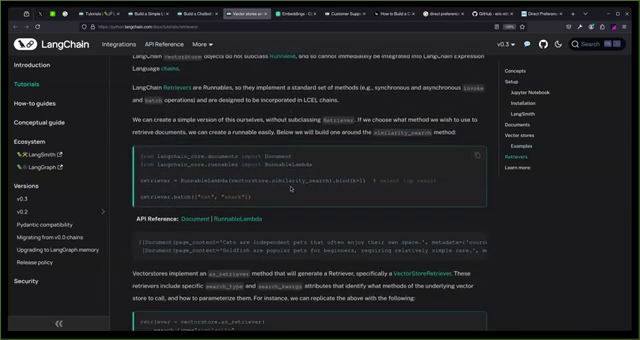 Tutorials
Build a Simple L
Build a Chatbot
Vector stores an
Embeddings - C
Customer Suppor
How to Build a C
direct preference
GitHub - eric-mi
Direct Preferenc
python.langchain.com/docs/tutorials/retrievers/
LangChain
Integrations
API Reference
More
v0.3
Search
Introduction
Tutorials
How-to guides
Conceptual guide
Ecosystem
LangSmith
LangGraph
Versions
v0.3
v0.2
Pydantic compatibility
Migrating from v0.0 chains
Upgrading to LangGraph memory
Release policy
Security
LangChain VectorStore objects do not subclass Runnable, and so cannot immediately be integrated into LangChain Expression
Language chains.
LangChain Retrievers are Runnables, so they implement a standard set of methods (e.g., synchronous and asynchronous invoke
and batch operations) and are designed to be incorporated in LCEL chains.
We can create a simple version of this ourselves, without subclassing Retriever. If we choose what method we wish to use to
retrieve documents, we can create a runnable easily. Below we will build one around the similarity_search method:
from langchain_core.documents import Document
from langchain_core.runnables import RunnableLambda
retriever = RunnableLambda(vectorstore.similarity_search).bind(k=1) # select top result
retriever.batch(["cat", "shark"])
API Reference: Document | RunnableLambda
[[Document(page_content='Cats are independent pets that often enjoy their own space.', metadata={'sourc
[Document(page_content='Goldfish are popular pets for beginners, requiring relatively simple care.', m
Vectorstores implement an as_retriever method that will generate a Retriever, specifically a VectorStoreRetriever. These
retrievers include specific search_type and search_kwargs attributes that identify what methods of the underlying vector
store to call, and how to parameterize them. For instance, we can replicate the above with the following:
retriever = vectorstore.as_retriever(
Concepts
Setup
Jupyter Notebook
Installation
LangSmith
Documents
Vector stores
Examples
Retrievers
Learn more